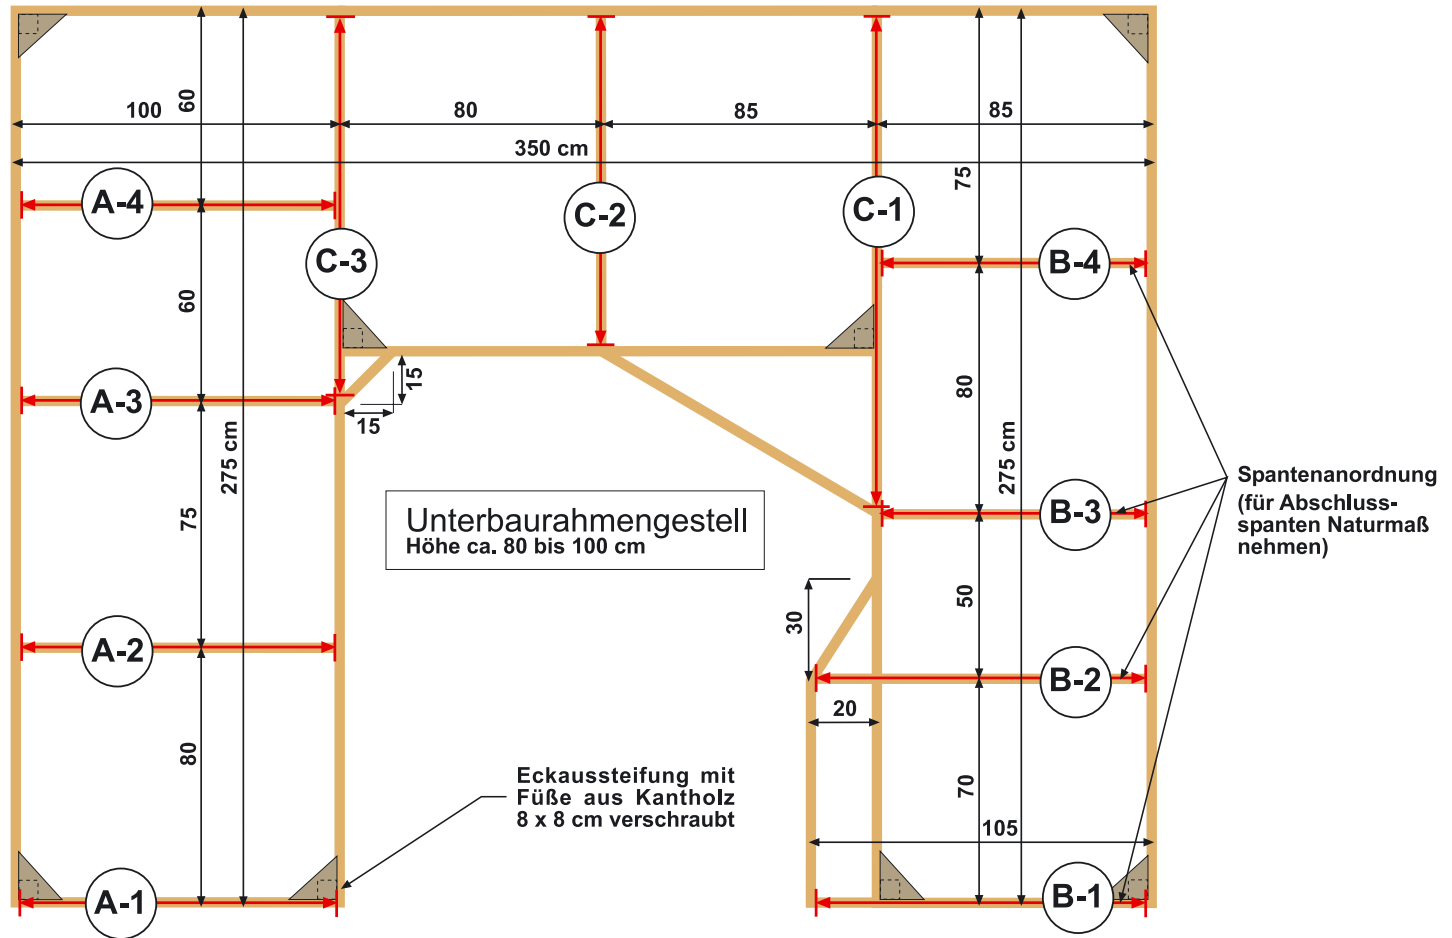 60
100
80
85
85
350 cm
75
A-4
C-2
C-1
C-3
B-4
60
15
80
A-3
15
275 cm
275 cm
Spantenanordnung
(für Abschluss-
spanten Naturmaß
nehmen)
75
Unterbaurahmengestell
Höhe ca. 80 bis 100 cm
B-3
50
30
A-2
B-2
20
80
70
Eckaussteifung mit
Füße aus Kantholz
8 x 8 cm verschraubt
105
A-1
B-1